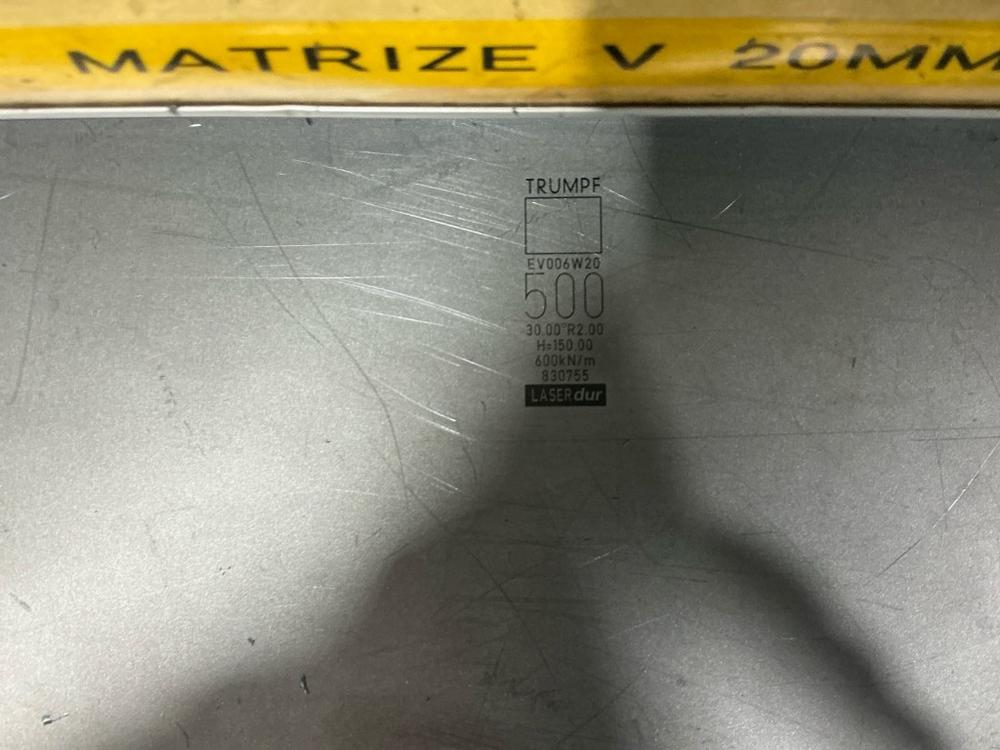 MATRIZE V 20MM
TRUMPF
EV006W20
500
30.00°R2.00
H=150.00
600kN/m
830755
LASERdur